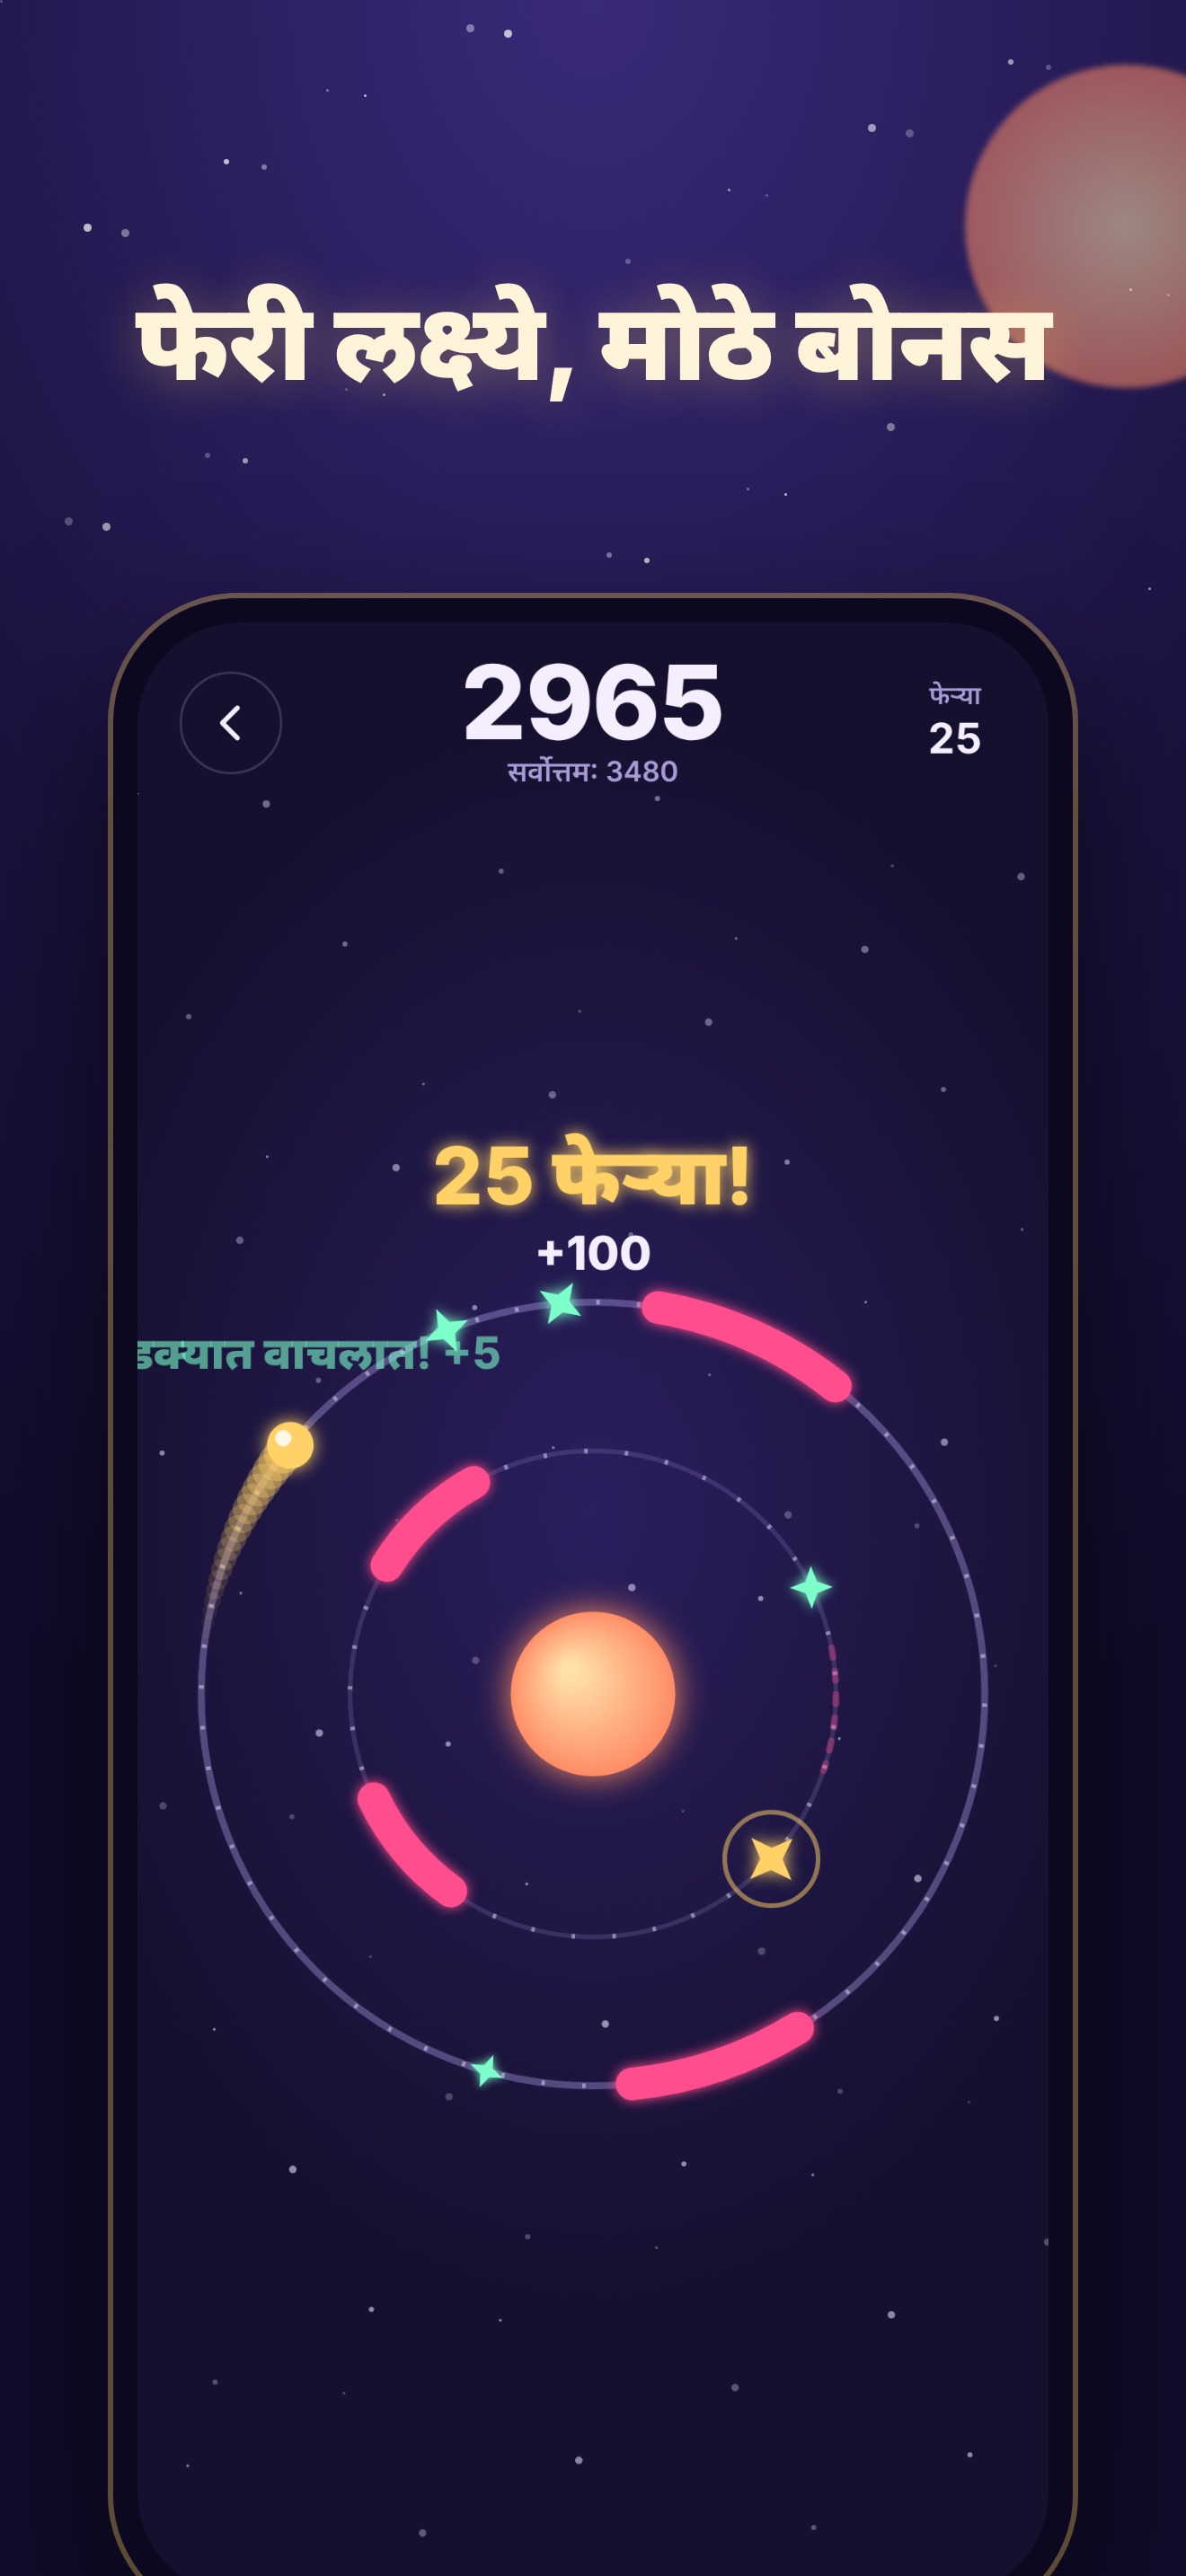 फेरी लक्ष्ये, मोठे बोनस
2965
सर्वोत्तम: 3480
फेऱ्या
25
25 फेऱ्या!
+100
वाचलात! +5